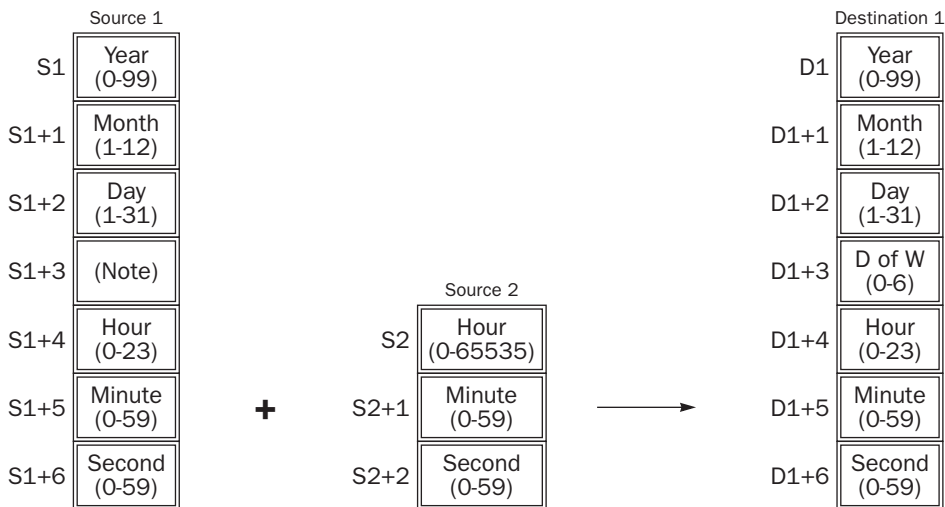 Source 1
S1
Year
(0-99)
S1+1
Month
(1-12)
S1+2
Day
(1-31)
S1+3
(Note)
S1+4
Hour
(0-23)
S1+5
Minute
(0-59)
S1+6
Second
(0-59)
+
Source 2
S2
Hour
(0-65535)
S2+1
Minute
(0-59)
S2+2
Second
(0-59)
Destination 1
D1
Year
(0-99)
D1+1
Month
(1-12)
D1+2
Day
(1-31)
D1+3
D of W
(0-6)
D1+4
Hour
(0-23)
D1+5
Minute
(0-59)
D1+6
Second
(0-59)